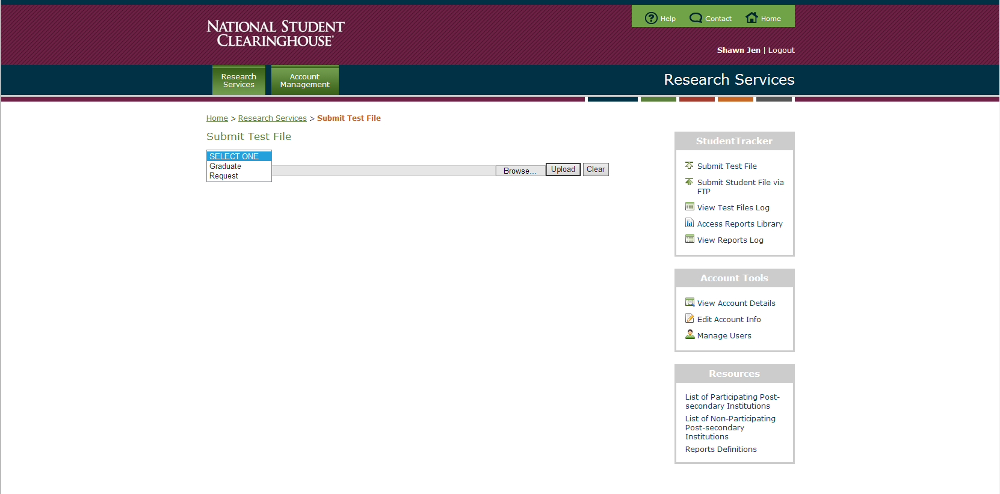 NATIONAL STUDENT
CLEARINGHOUSE®
Help Contact Home
Shawn Jen | Logout
Research
Services
Account
Management
Research Services
Home > Research Services > Submit Test File
Submit Test File
SELECT ONE
Graduate
Request
Browse... Upload Clear
StudentTracker
Submit Test File
Submit Student File via
FTP
View Test Files Log
Access Reports Library
View Reports Log
Account Tools
View Account Details
Edit Account Info
Manage Users
Resources
List of Participating Post-
secondary Institutions
List of Non-Participating
Post-secondary
Institutions
Reports Definitions